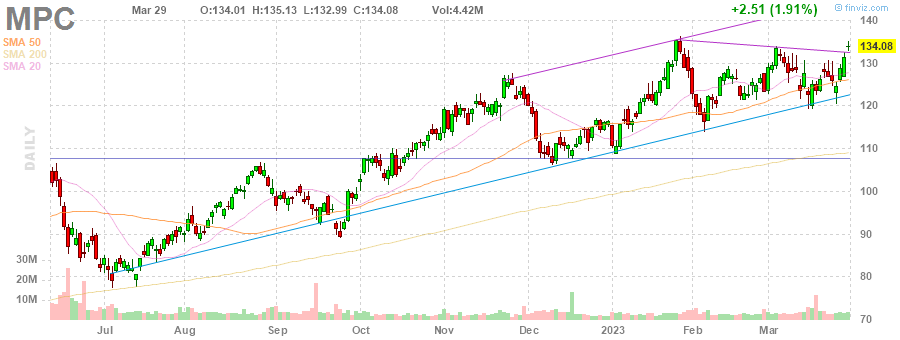 MPC Mar 29 O:134.01 H:135.13 L:132.99 C:134.08 Vol:4.42M +2.51 (1.91%) © finviz.com
SMA 50
SMA 200
SMA 20
DAILY
140
134.08
130
120
110
100
90
80
70
30M
20M
10M
Jul Aug Sep Oct Nov Dec 2023 Feb Mar